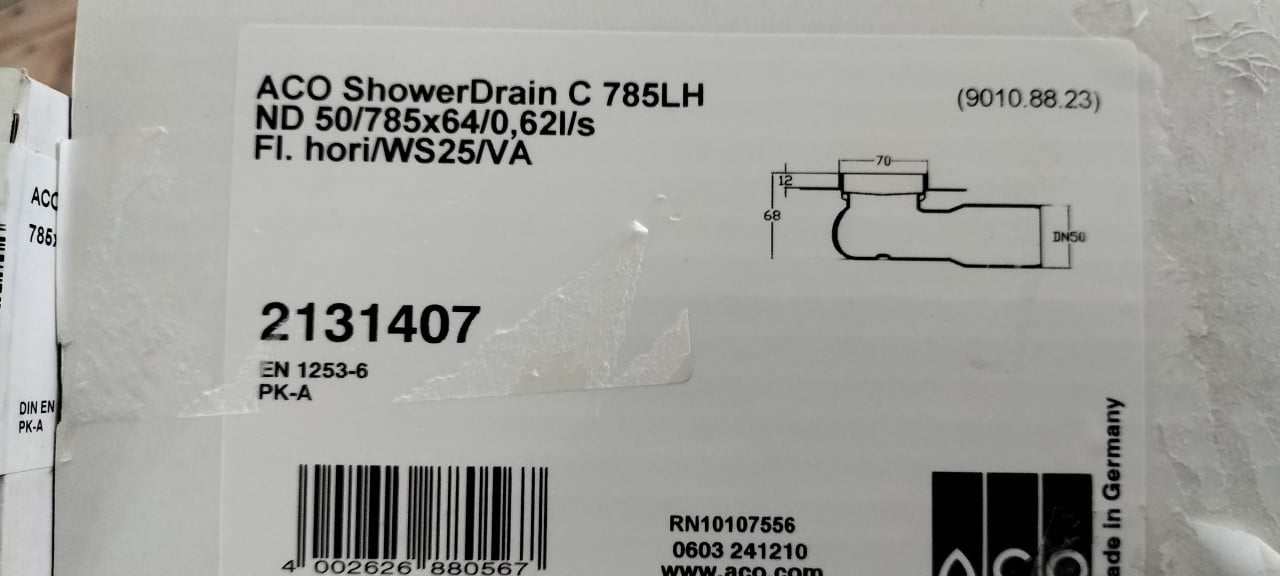 ACO ShowerDrain C 785LH
ND 50/785x64/0,62l/s
Fl. hori/WS25/VA
(9010.88.23)
70
12
68
DN50
2131407
EN 1253-6
PK-A
4 002626 880567
RN10107556
0603 241210
www.aco.com
ACO
ade in Germany
ACO
785x
DIN EN
PK-A